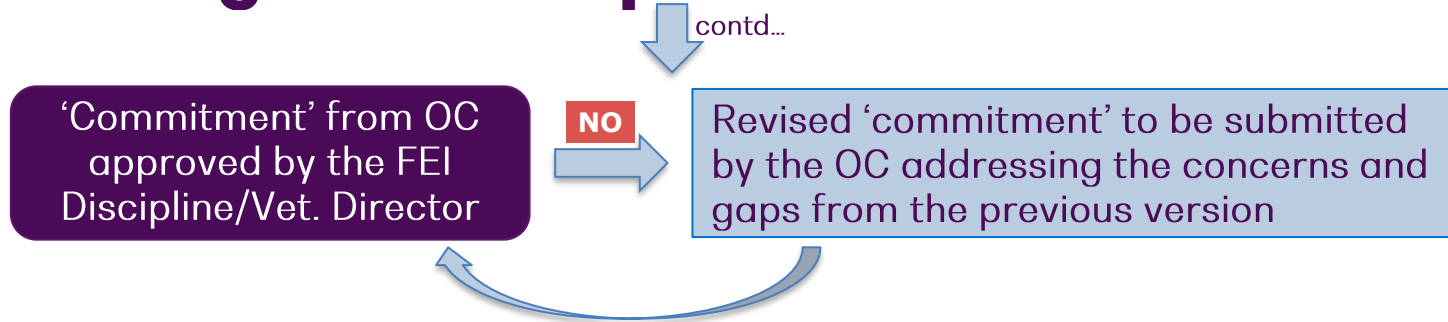 contd...
‘Commitment’ from OC
approved by the FEI
Discipline/Vet. Director
NO
Revised ‘commitment’ to be submitted
by the OC addressing the concerns and
gaps from the previous version